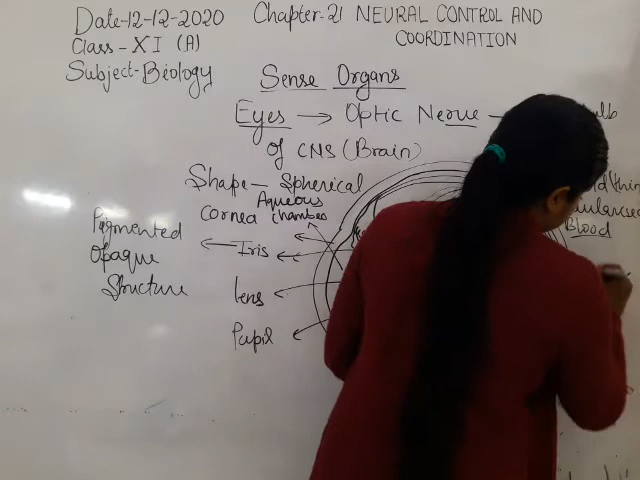 Date-12-12-2020
Chapter-21 NEURAL CONTROL AND
COORDINATION
Class-XI (A)
Subject-Biology
Sense Organs
Eyes → Optic Nerve -
of CNS (Brain)
Shape- Spherical
Aqueous
chamber
Cornea
Pigmented
Opaque
Structure
Iris
lens
Pupil
Blood